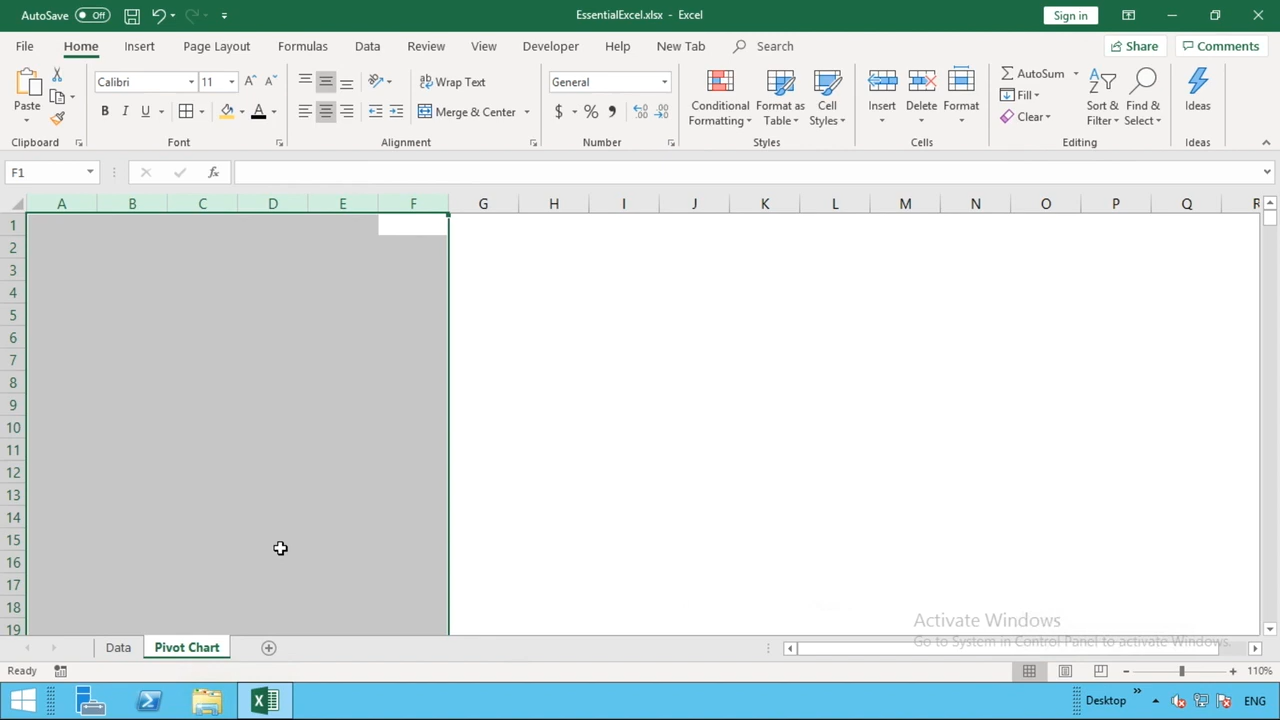 AutoSave Off EssentialExcel.xlsx - Excel Sign in
File Home Insert Page Layout Formulas Data Review View Developer Help New Tab Search Share Comments
Paste Calibri 11 Wrap Text General Conditional Formatting Format as Table Cell Styles Insert Delete Format AutoSum Sort & Filter Find & Select Ideas
B I U Merge & Center $ % , Fill
Clear
Clipboard Font Alignment Number Styles Cells Editing Ideas
F1 fx
A B C D E F G H I J K L M N O P Q R
1
2
3
4
5
6
7
8
9
10
11
12
13
14
15
16
17
18
19
Activate Windows
Go to System in Control Panel to activate Windows.
Data Pivot Chart
Ready 110%
Desktop ENG